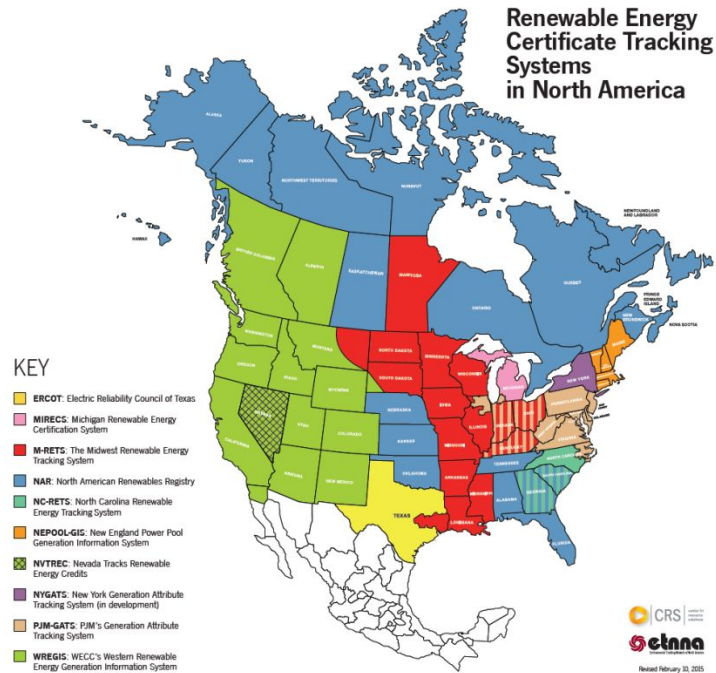 Renewable Energy
Certificate Tracking
Systems
in North America
ALASKA
YUKON
NORTHWEST TERRITORIES
NUNAVUT
HAWAII
BRITISH COLUMBIA
ALBERTA
SASKATCHEWAN
MANITOBA
ONTARIO
QUEBEC
NEWFOUNDLAND
AND LABRADOR
PRINCE
EDWARD
ISLAND
NEW
BRUNSWICK
NOVA SCOTIA
WASHINGTON
OREGON
CALIFORNIA
NEVADA
IDAHO
MONTANA
WYOMING
UTAH
COLORADO
ARIZONA
NEW MEXICO
NORTH DAKOTA
SOUTH DAKOTA
NEBRASKA
KANSAS
OKLAHOMA
TEXAS
MINNESOTA
IOWA
MISSOURI
ARKANSAS
LOUISIANA
WISCONSIN
ILLINOIS
MICHIGAN
INDIANA
OHIO
TENNESSEE
MISSISSIPPI
ALABAMA
GEORGIA
FLORIDA
NORTH CAROLINA
VIRGINIA
PENNSYLVANIA
NEW YORK
MAINE
KEY
ERCOT: Electric Reliability Council of Texas
MIRECS: Michigan Renewable Energy
Certification System
M-RETS: The Midwest Renewable Energy
Tracking System
NAR: North American Renewables Registry
NC-RETS: North Carolina Renewable
Energy Tracking System
NEPOOL-GIS: New England Power Pool
Generation Information System
NVTREC: Nevada Tracks Renewable
Energy Credits
NYGATS: New York Generation Attribute
Tracking System (in development)
PJM-GATS: PJM's Generation Attribute
Tracking System
WREGIS: WECC's Western Renewable
Energy Generation Information System
CRS
center for
resource
solutions
etnna
Revised February 10, 2015